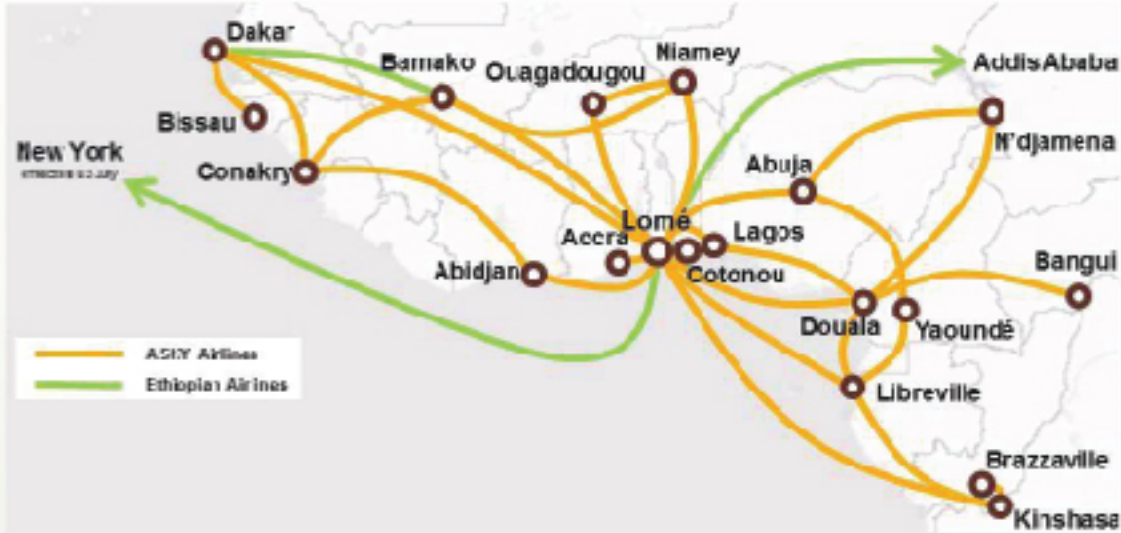 Dakar
Bamako
Ouagadougou
Niamey
Addis Ababa
Bissau
N'djamena
New York
Conakry
Abuja
Lomé
Lagos
Accra
Abidjan
Cotonou
Bangui
Douala
Yaoundé
ASKY Airlines
Ethiopian Airlines
Libreville
Brazzaville
Kinshasa